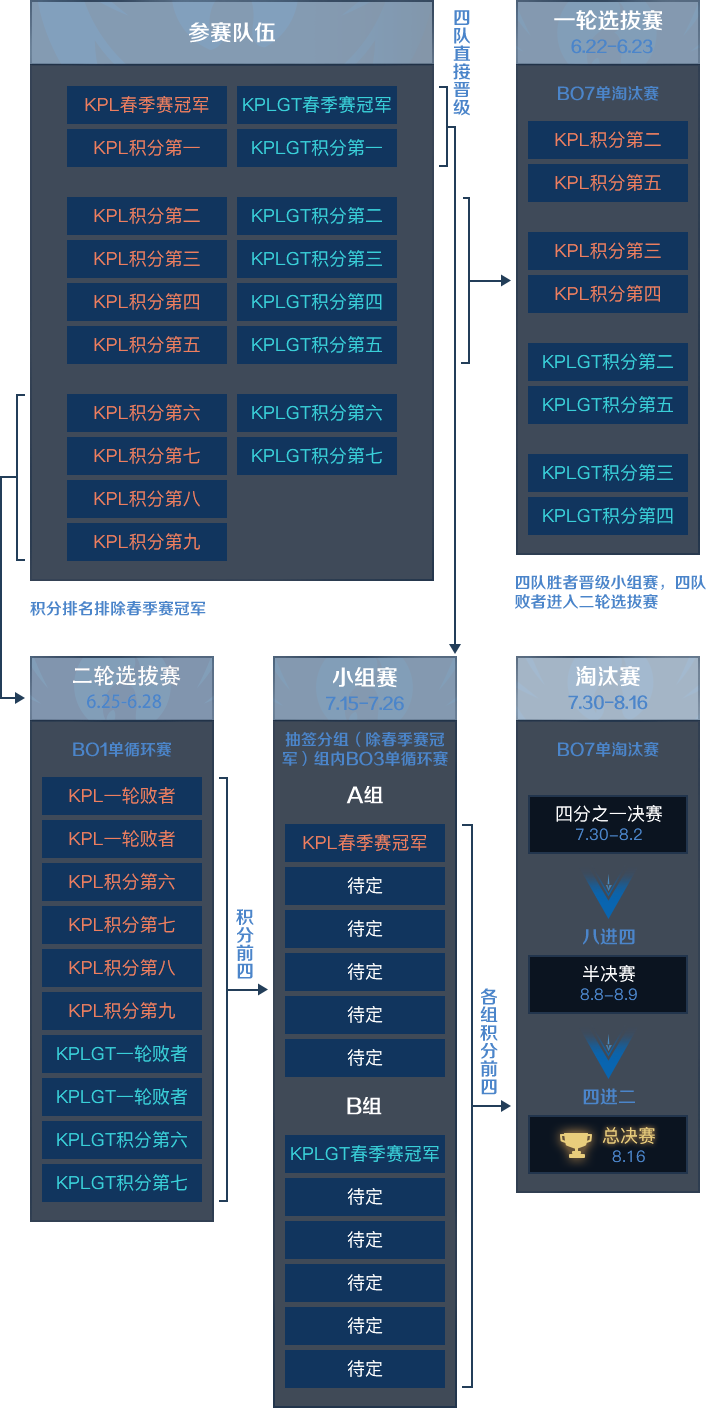 参赛队伍
KPL春季赛冠军
KPLGT春季赛冠军
KPL积分第一
KPLGT积分第一
KPL积分第二
KPLGT积分第二
KPL积分第三
KPLGT积分第三
KPL积分第四
KPLGT积分第四
KPL积分第五
KPLGT积分第五
KPL积分第六
KPLGT积分第六
KPL积分第七
KPLGT积分第七
KPL积分第八
KPL积分第九
积分排名排除春季赛冠军
四队直接晋级
一轮选拔赛
6.22-6.23
BO7单淘汰赛
KPL积分第二
KPL积分第五
KPL积分第三
KPL积分第四
KPLGT积分第二
KPLGT积分第五
KPLGT积分第三
KPLGT积分第四
四队胜者晋级小组赛，四队
败者进入二轮选拔赛
二轮选拔赛
6.25-6.28
BO1单循环赛
KPL一轮败者
KPL一轮败者
KPL积分第六
KPL积分第七
KPL积分第八
KPL积分第九
KPLGT一轮败者
KPLGT一轮败者
KPLGT积分第六
KPLGT积分第七
积分前四
小组赛
7.15-7.26
抽签分组（除春季赛冠
军）组内BO3单循环赛
A组
KPL春季赛冠军
待定
待定
待定
待定
待定
B组
KPLGT春季赛冠军
待定
待定
待定
待定
待定
各组积分前四
淘汰赛
7.30-8.16
BO7单淘汰赛
四分之一决赛
7.30-8.2
八进四
半决赛
8.8-8.9
四进二
总决赛
8.16